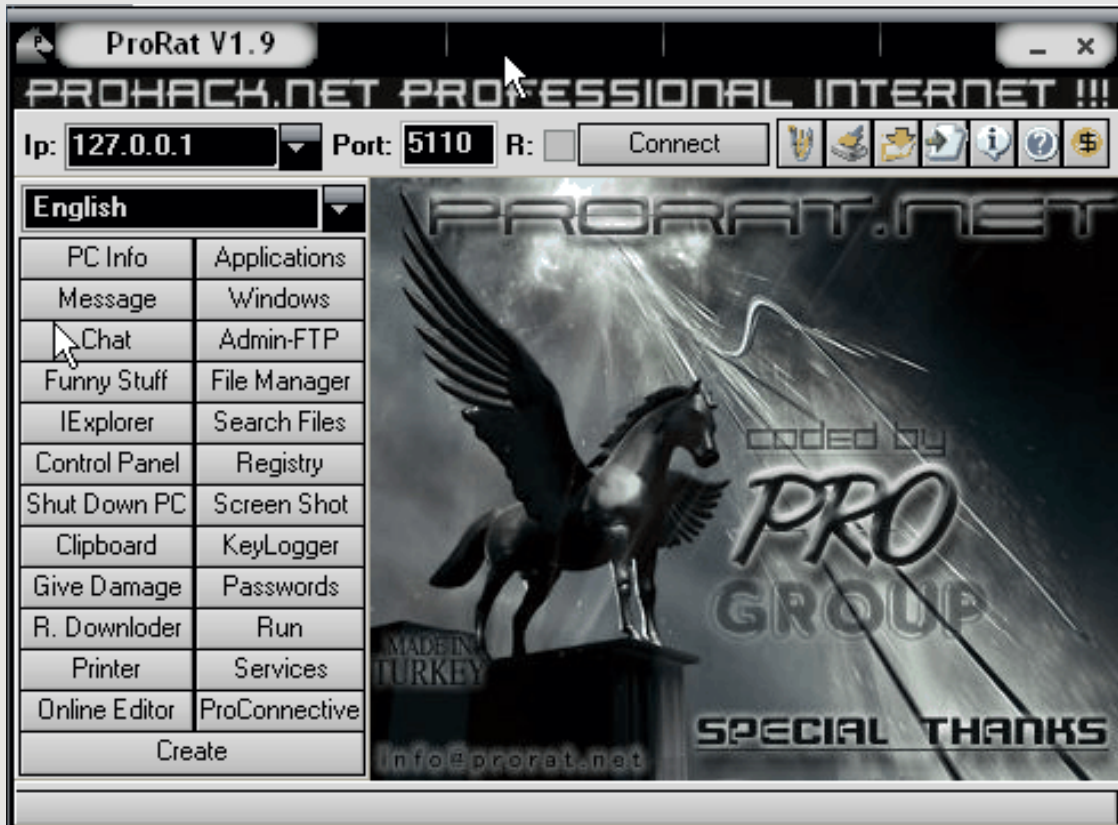 ProRat V1.9
PROHACK.NET PROFESSIONAL INTERNET !!!
Ip: 127.0.0.1 Port: 5110 R: Connect
English
PRORAT.NET
PC Info Applications
Message Windows
Chat Admin-FTP
Funny Stuff File Manager
IExplorer Search Files
Control Panel Registry
Shut Down PC Screen Shot
Clipboard KeyLogger
Give Damage Passwords
R. Downloder Run
Printer Services
Online Editor ProConnective
Create
coded by
PRO
GROUP
MADE IN
TURKEY
SPECIAL THANKS
info@prorat.net